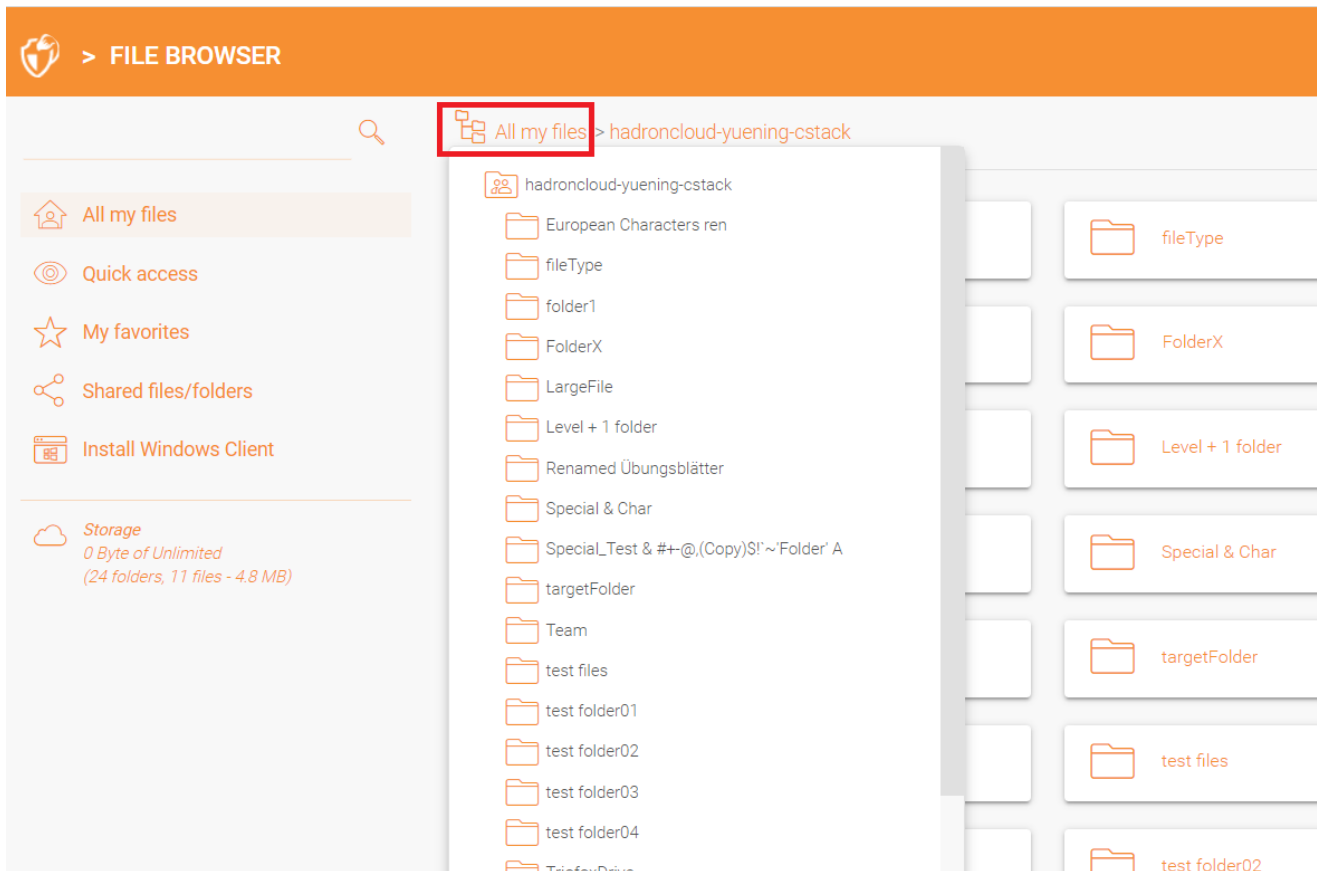 > FILE BROWSER
All my files > hadroncloud-yuening-cstack
All my files
Quick access
My favorites
Shared files/folders
Install Windows Client
Storage
0 Byte of Unlimited
(24 folders, 11 files - 4.8 MB)
hadroncloud-yuening-cstack
European Characters ren
fileType
folder1
FolderX
LargeFile
Level + 1 folder
Renamed Übungsblätter
Special & Char
Special_Test & #+-@,(Copy)$!`~'Folder' A
targetFolder
Team
test files
test folder01
test folder02
test folder03
test folder04
fileType
FolderX
Level + 1 folder
Special & Char
targetFolder
test files
test folder02